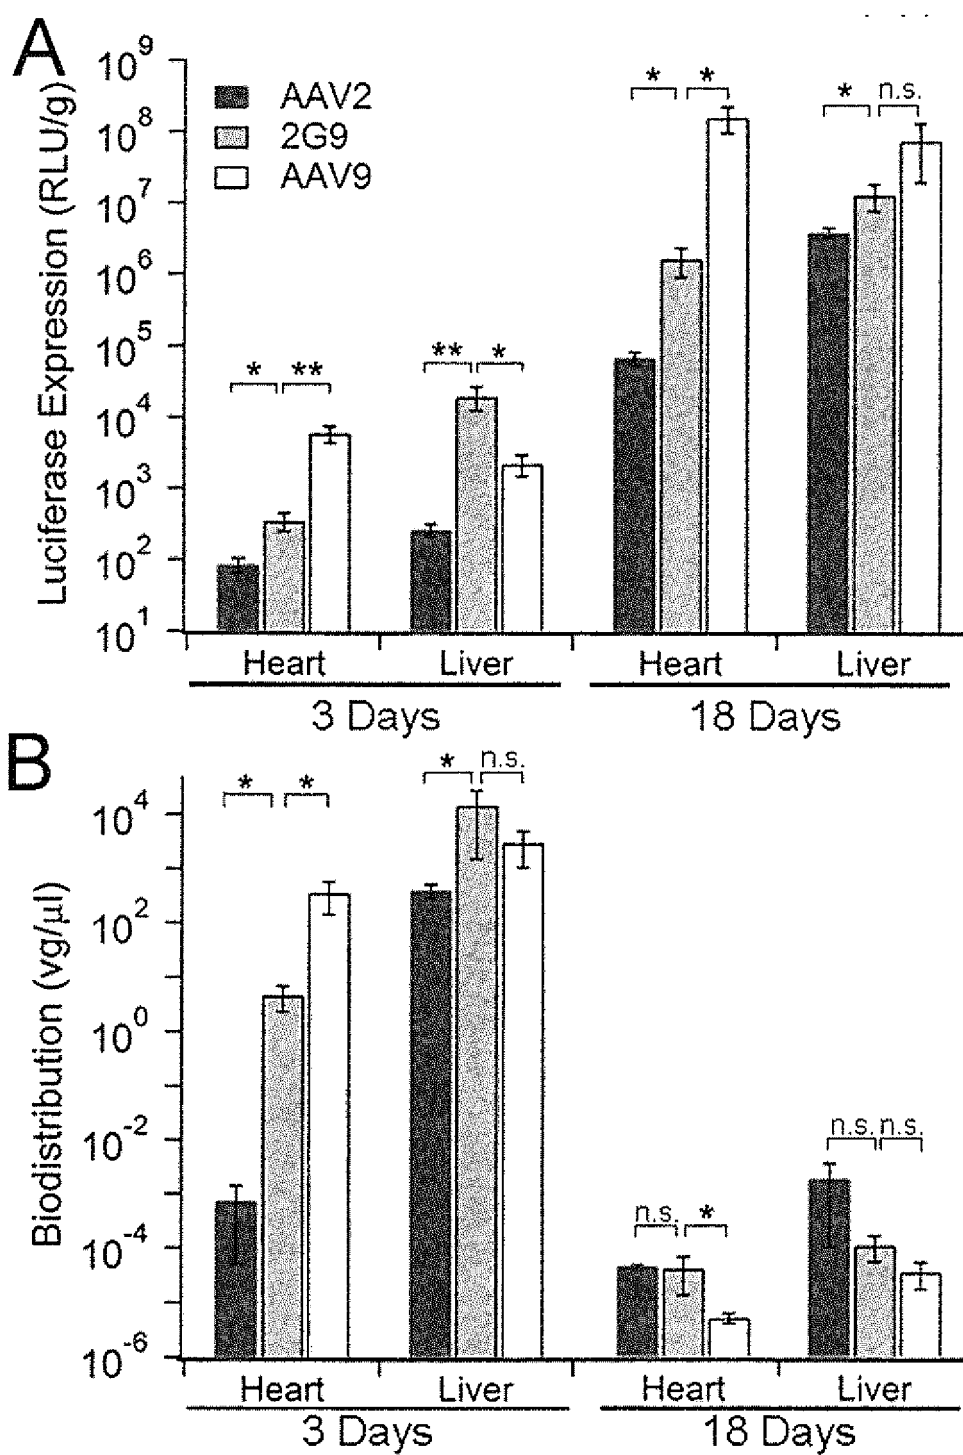 A
Luciferase Expression (RLU/g)
10^9
10^8
10^7
10^6
10^5
10^4
10^3
10^2
10^1
AAV2
2G9
AAV9
* **
** *
* *
* n.s.
Heart Liver Heart Liver
3 Days 18 Days
B
Biodistribution (vg/µl)
10^4
10^2
10^0
10^-2
10^-4
10^-6
* *
* n.s.
n.s. *
n.s. n.s.
Heart Liver Heart Liver
3 Days 18 Days